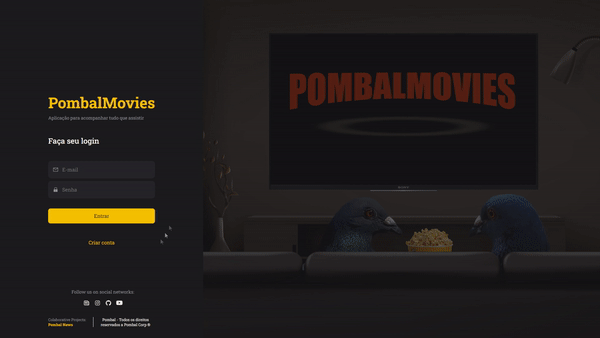 PombalMovies
Aplicação para acompanhar tudo que assistir
Faça seu login
E-mail
Senha
Entrar
Criar conta
Follow us on social networks:
Colaborative Projects:
Pombal News
Pombal - Todos os direitos
reservados a Pombal Corp ®
POMBALMOVIES